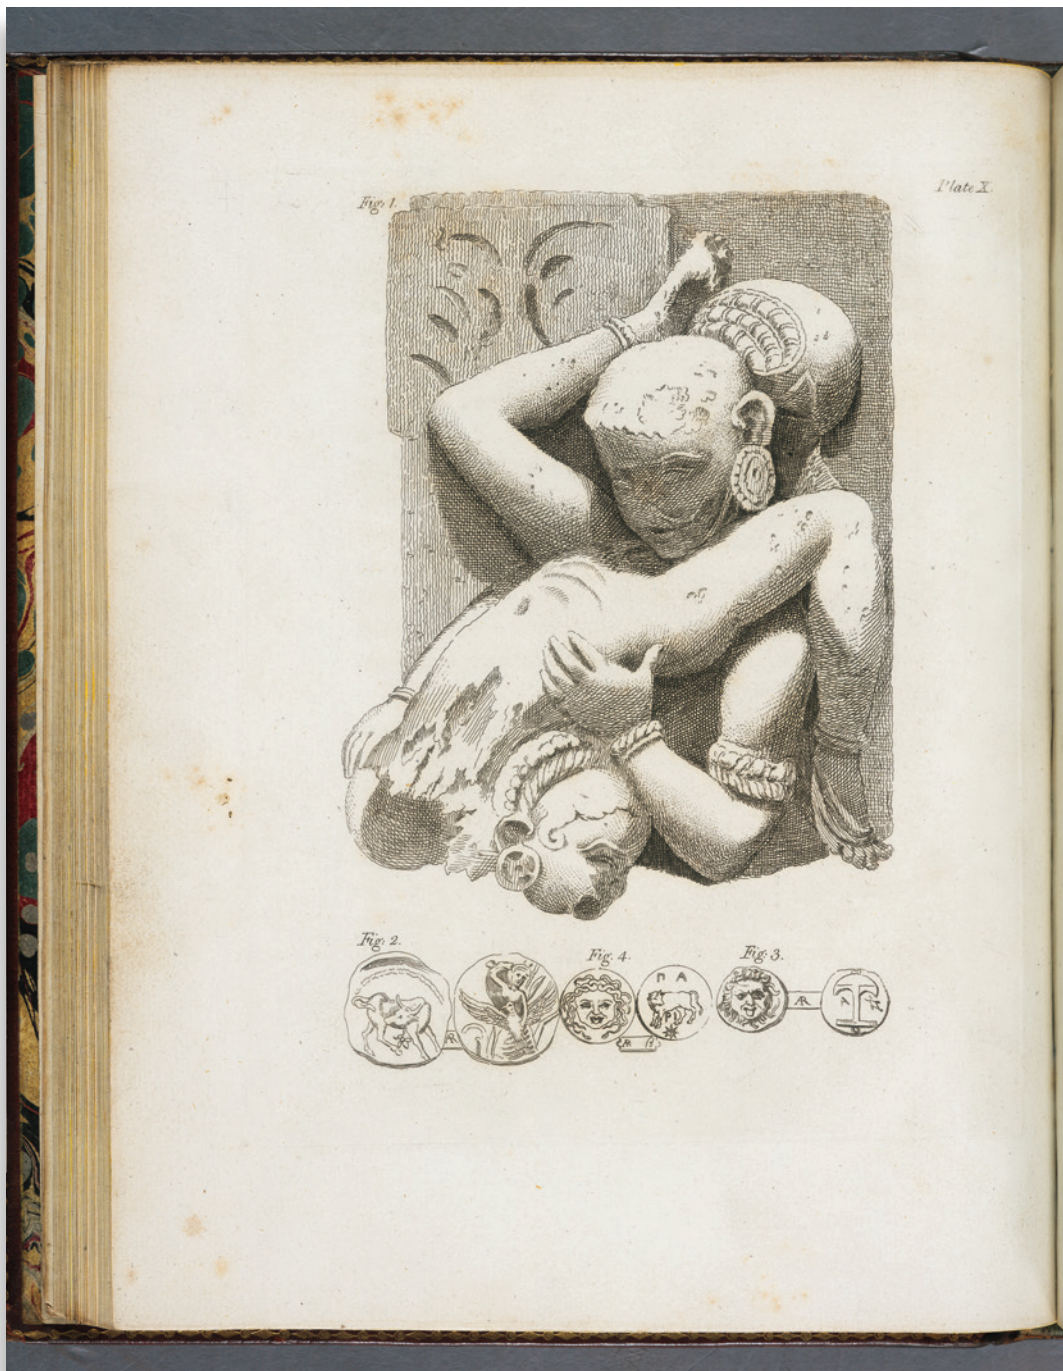 Plate X.
Fig: 1.
Fig: 2.
Fig. 4.
Fig: 3.
Π Α